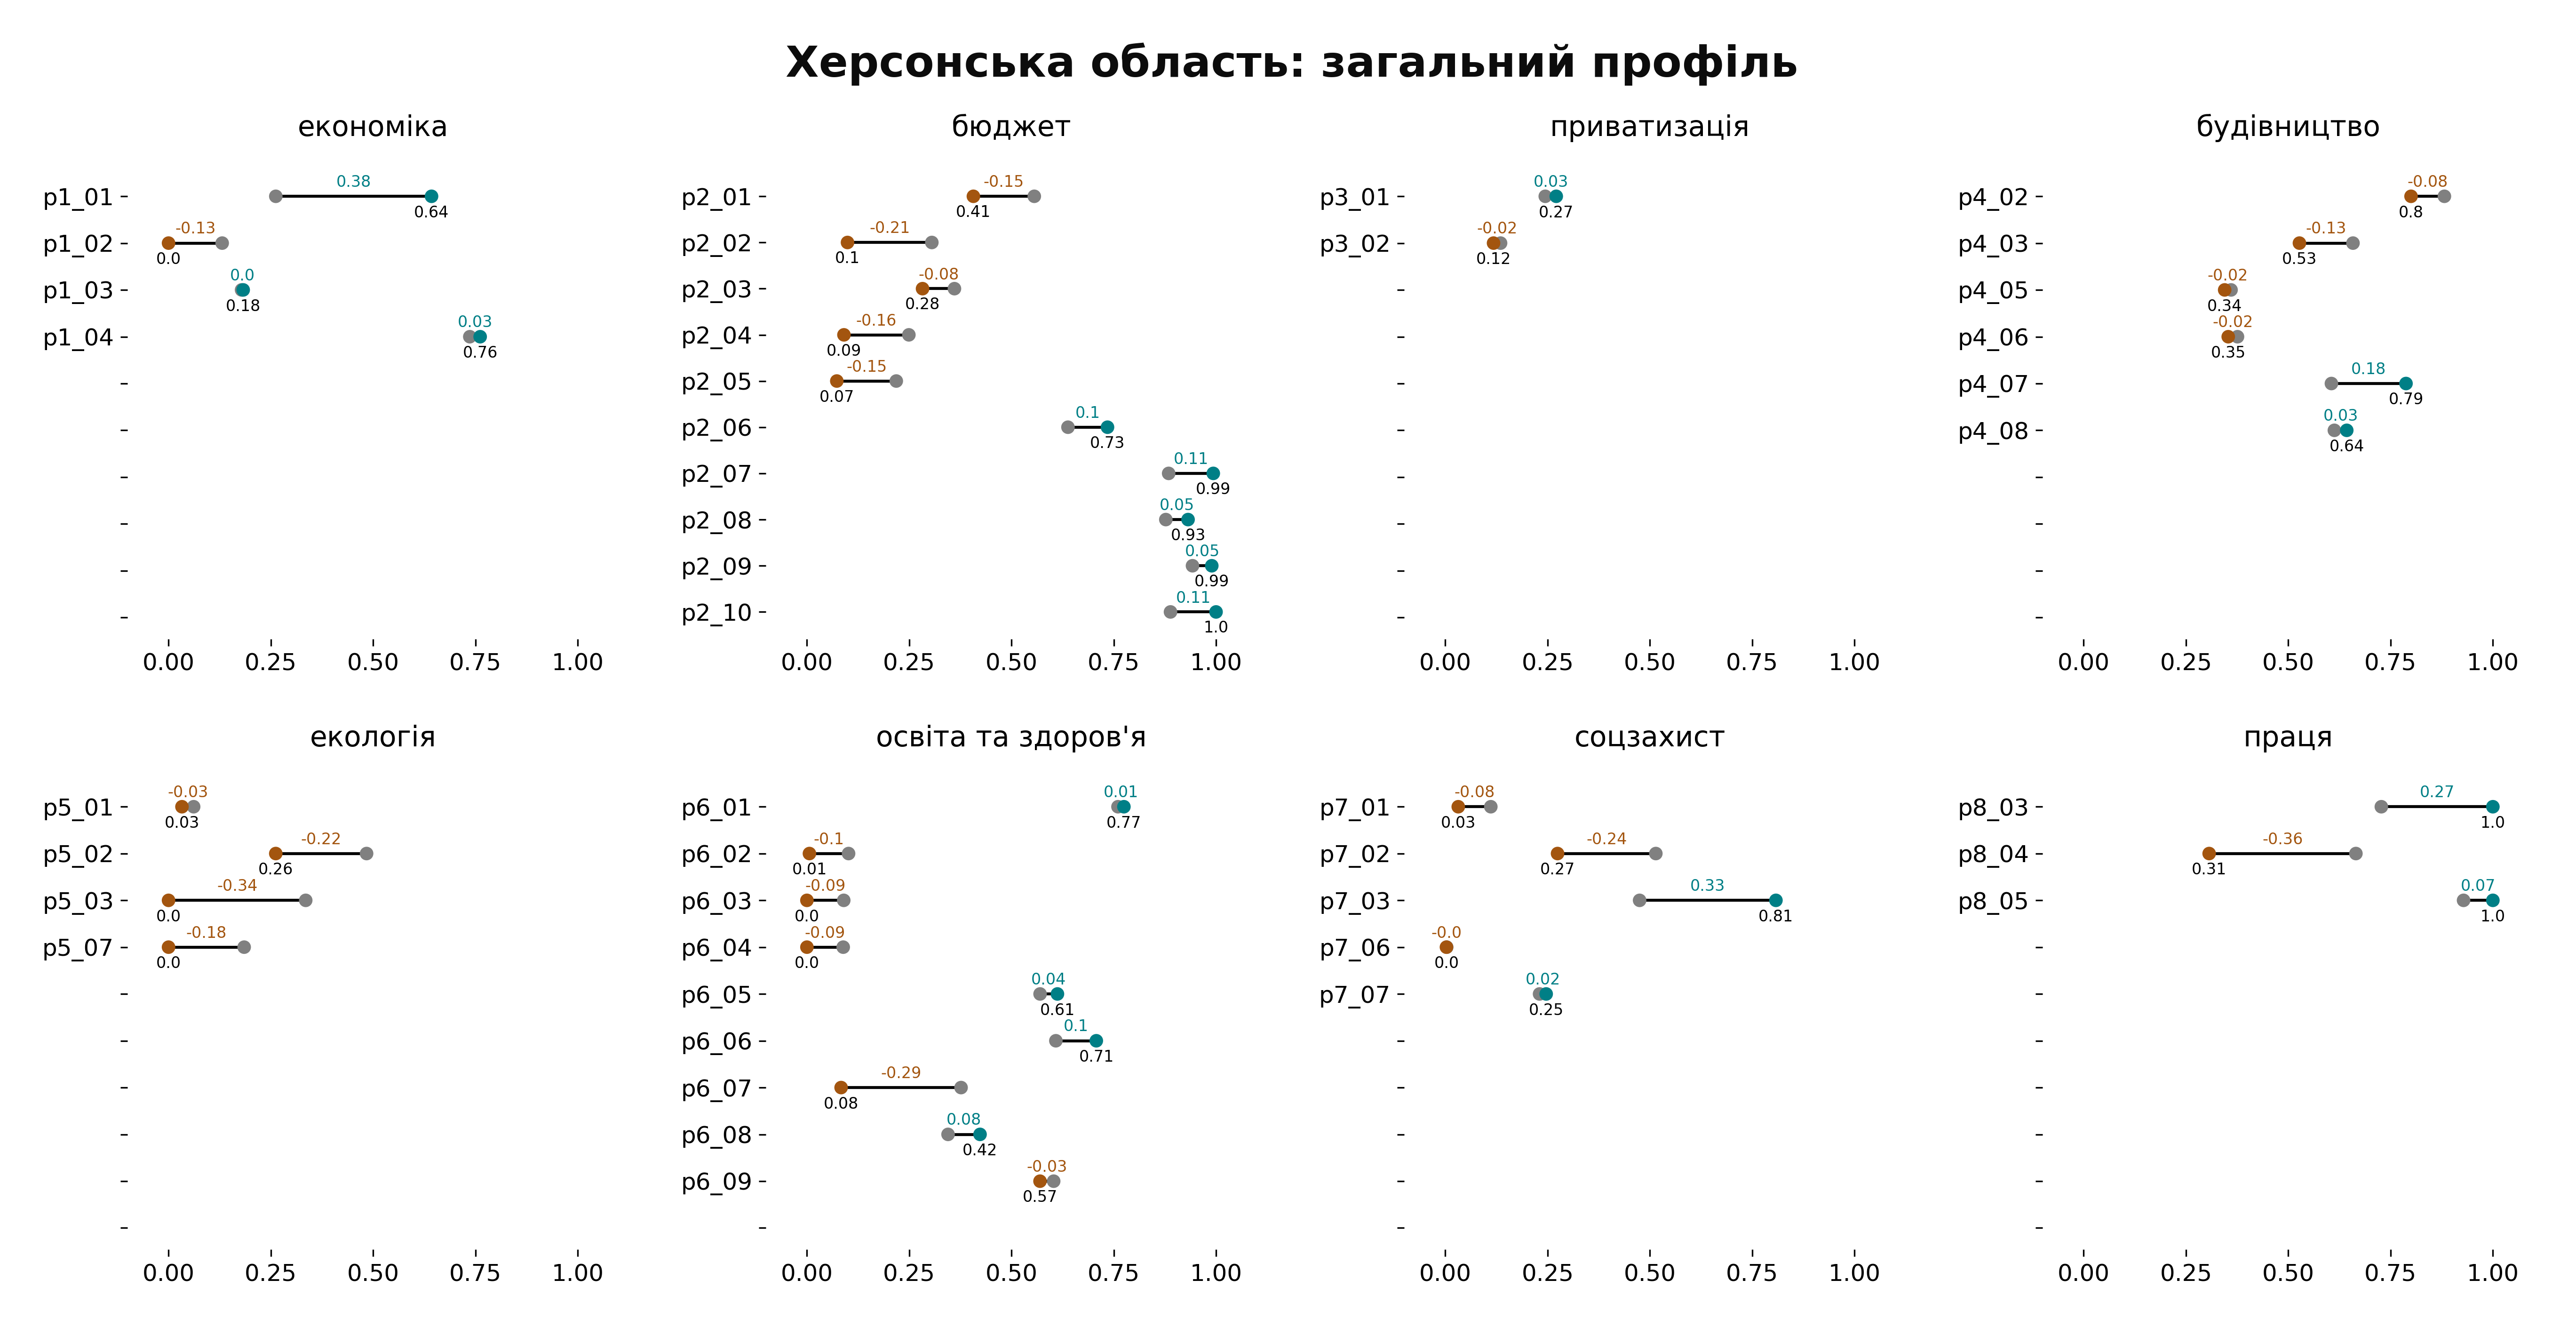 Херсонська область: загальний профіль
економіка
p1_01
0.38
0.64
p1_02
-0.13
0.0
p1_03
0.0
0.18
p1_04
0.03
0.76
0.00 0.25 0.50 0.75 1.00
бюджет
p2_01
-0.15
0.41
p2_02
-0.21
0.1
p2_03
-0.08
0.28
p2_04
-0.16
0.09
p2_05
-0.15
0.07
p2_06
0.1
0.73
p2_07
0.11
0.99
p2_08
0.05
0.93
p2_09
0.05
0.99
p2_10
0.11
1.0
0.00 0.25 0.50 0.75 1.00
приватизація
p3_01
0.03
0.27
p3_02
-0.02
0.12
0.00 0.25 0.50 0.75 1.00
будівництво
p4_02
-0.08
0.8
p4_03
-0.13
0.53
p4_05
-0.02
0.34
p4_06
-0.02
0.35
p4_07
0.18
0.79
p4_08
0.03
0.64
0.00 0.25 0.50 0.75 1.00
екологія
p5_01
-0.03
0.03
p5_02
-0.22
0.26
p5_03
-0.34
0.0
p5_07
-0.18
0.0
0.00 0.25 0.50 0.75 1.00
освіта та здоров'я
p6_01
0.01
0.77
p6_02
-0.1
0.01
p6_03
-0.09
0.0
p6_04
-0.09
0.0
p6_05
0.04
0.61
p6_06
0.1
0.71
p6_07
-0.29
0.08
p6_08
0.08
0.42
p6_09
-0.03
0.57
0.00 0.25 0.50 0.75 1.00
соцзахист
p7_01
-0.08
0.03
p7_02
-0.24
0.27
p7_03
0.33
0.81
p7_06
-0.0
0.0
p7_07
0.02
0.25
0.00 0.25 0.50 0.75 1.00
праця
p8_03
0.27
1.0
p8_04
-0.36
0.31
p8_05
0.07
1.0
0.00 0.25 0.50 0.75 1.00